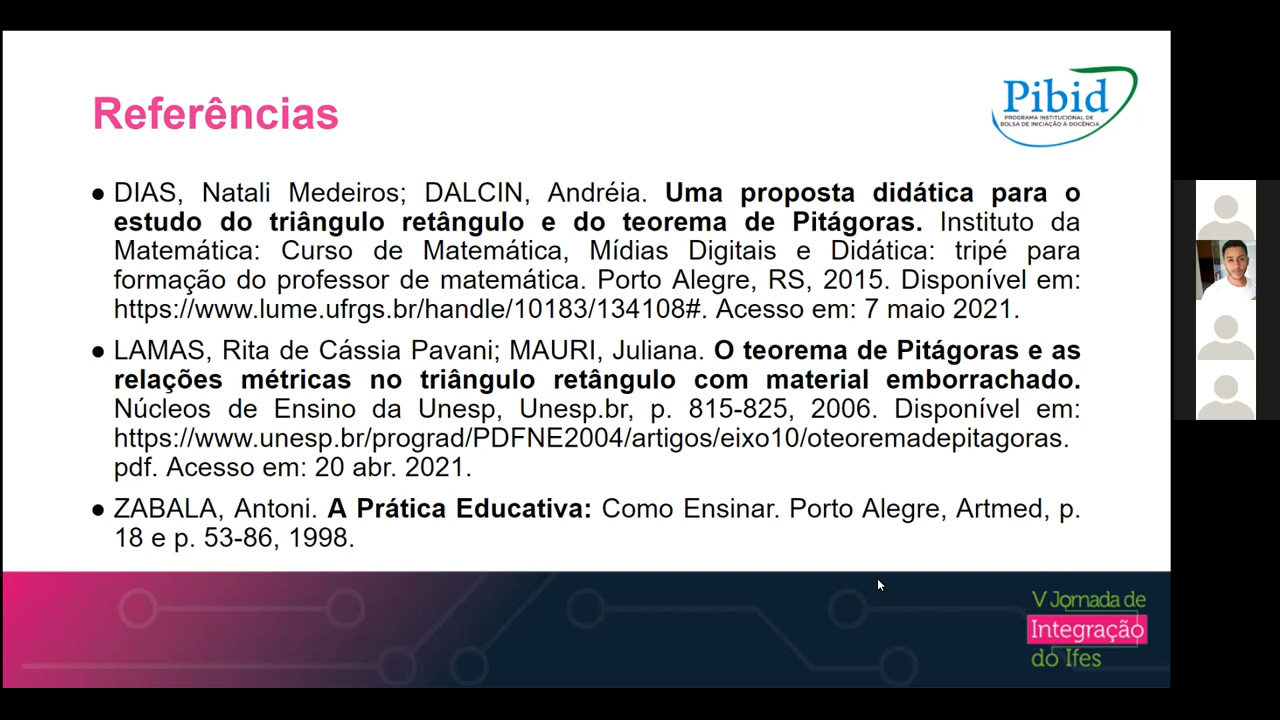 Referências
Pibid
PROGRAMA INSTITUCIONAL DE
BOLSA DE INICIAÇÃO À DOCÊNCIA
● DIAS, Natali Medeiros; DALCIN, Andréia. Uma proposta didática para o
estudo do triângulo retângulo e do teorema de Pitágoras. Instituto da
Matemática: Curso de Matemática, Mídias Digitais e Didática: tripé para
formação do professor de matemática. Porto Alegre, RS, 2015. Disponível em:
https://www.lume.ufrgs.br/handle/10183/134108#. Acesso em: 7 maio 2021.
● LAMAS, Rita de Cássia Pavani; MAURI, Juliana. O teorema de Pitágoras e as
relações métricas no triângulo retângulo com material emborrachado.
Núcleos de Ensino da Unesp, Unesp.br, p. 815-825, 2006. Disponível em:
https://www.unesp.br/prograd/PDFNE2004/artigos/eixo10/oteoremadepitagoras.
pdf. Acesso em: 20 abr. 2021.
● ZABALA, Antoni. A Prática Educativa: Como Ensinar. Porto Alegre, Artmed, p.
18 e p. 53-86, 1998.
V Jornada de
Integração
do Ifes